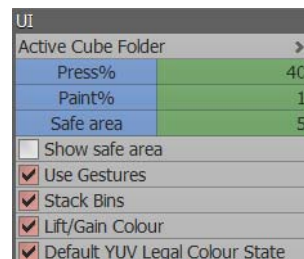 UI
Active Cube Folder >
Press% 40
Paint% 1
Safe area 5
Show safe area
Use Gestures
Stack Bins
Lift/Gain Colour
Default YUV Legal Colour State